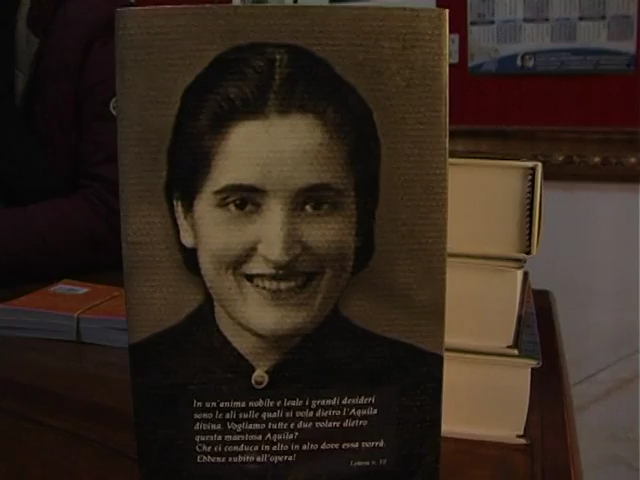 In un'anima nobile e leale i grandi desideri
sono le ali sulle quali si vola dietro l'Aquila
divina. Vogliamo tutte e due volare dietro
questa maestosa Aquila?
Che ci conduca in alto in alto dove essa vorrà.
Ebbene subito all'opera!
Lettera n.